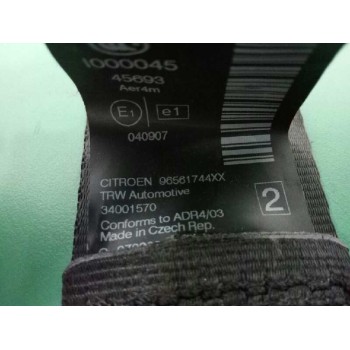 1000045
45693
Aer4m
E1 e1
040907
CITROEN 96561744XX
TRW Automotive
34001570
2
Conforms to ADR4/03
Made in Czech Rep.